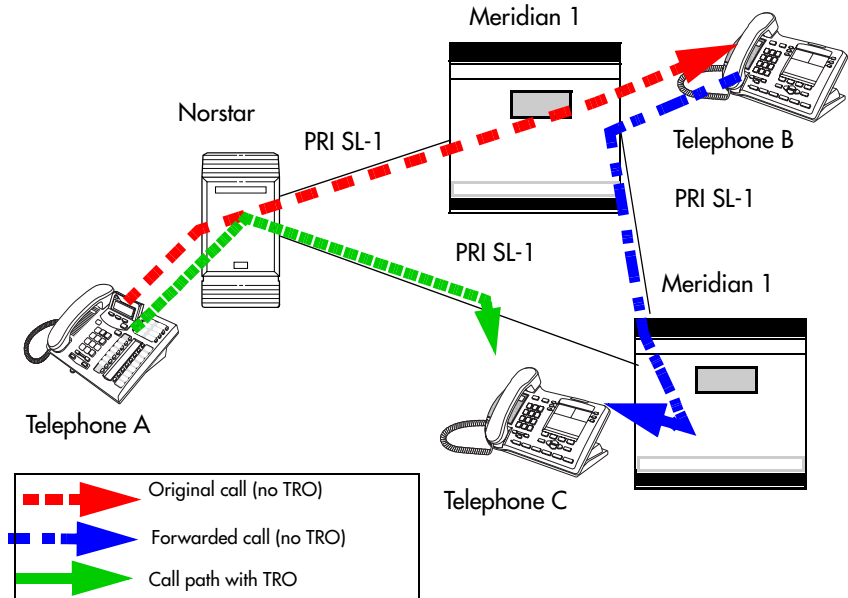 Meridian 1
Norstar
PRI SL-1
Telephone B
PRI SL-1
PRI SL-1
Meridian 1
Telephone A
Telephone C
Original call (no TRO)
Forwarded call (no TRO)
Call path with TRO